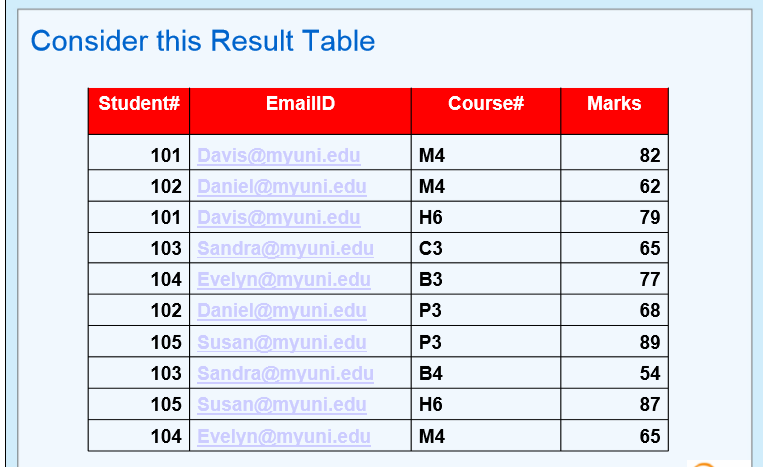 Consider this Result Table
Student# EmailID Course# Marks
101 Davis@myuni.edu M4 82
102 Daniel@myuni.edu M4 62
101 Davis@myuni.edu H6 79
103 Sandra@myuni.edu C3 65
104 Evelyn@myuni.edu B3 77
102 Daniel@myuni.edu P3 68
105 Susan@myuni.edu P3 89
103 Sandra@myuni.edu B4 54
105 Susan@myuni.edu H6 87
104 Evelyn@myuni.edu M4 65